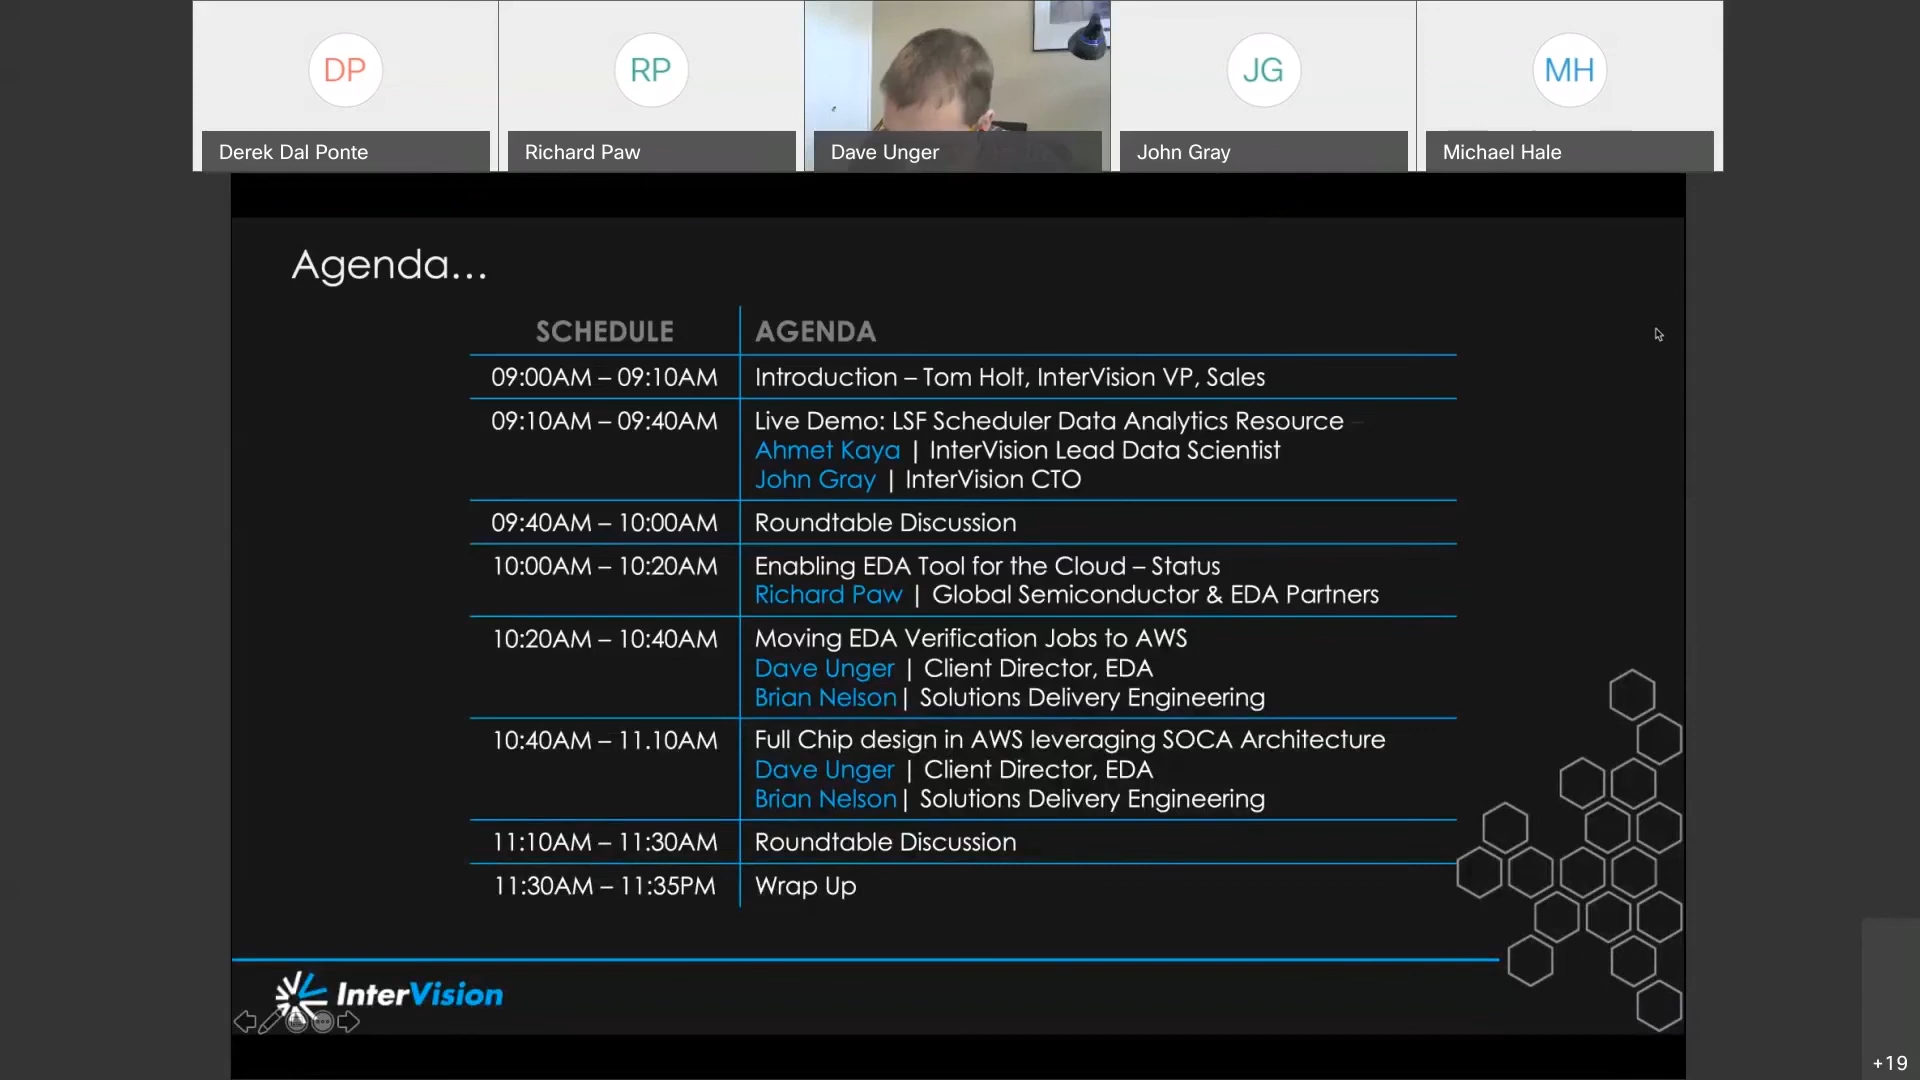 DP
RP
JG
MH
Derek Dal Ponte
Richard Paw
Dave Unger
John Gray
Michael Hale
Agenda...
SCHEDULE
AGENDA
09:00AM – 09:10AM
Introduction – Tom Holt, InterVision VP, Sales
09:10AM – 09:40AM
Live Demo: LSF Scheduler Data Analytics Resource –
Ahmet Kaya | InterVision Lead Data Scientist
John Gray | InterVision CTO
09:40AM – 10:00AM
Roundtable Discussion
10:00AM – 10:20AM
Enabling EDA Tool for the Cloud – Status
Richard Paw | Global Semiconductor & EDA Partners
10:20AM – 10:40AM
Moving EDA Verification Jobs to AWS
Dave Unger | Client Director, EDA
Brian Nelson| Solutions Delivery Engineering
10:40AM – 11.10AM
Full Chip design in AWS leveraging SOCA Architecture
Dave Unger | Client Director, EDA
Brian Nelson| Solutions Delivery Engineering
11:10AM – 11:30AM
Roundtable Discussion
11:30AM – 11:35PM
Wrap Up
InterVision
+19